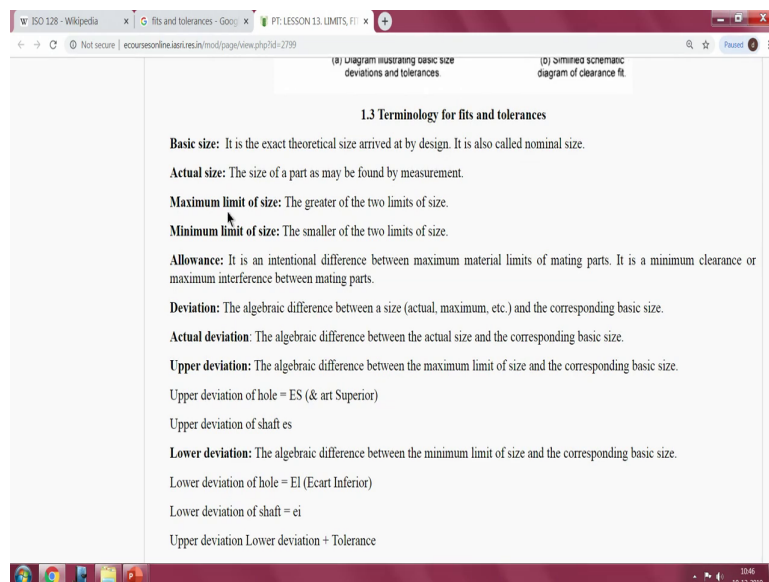 W ISO 128 - Wikipedia x
G fits and tolerances - Goog x
PT: LESSON 13. LIMITS, FI x
Not secure | ecoursesonline.iasri.res.in/mod/page/view.php?id=2799
Paused d
(a) Diagram illustrating basic size
deviations and tolerances.
(b) Simlified schematic
diagram of clearance fit.
1.3 Terminology for fits and tolerances
Basic size: It is the exact theoretical size arrived at by design. It is also called nominal size.
Actual size: The size of a part as may be found by measurement.
Maximum limit of size: The greater of the two limits of size.
Minimum limit of size: The smaller of the two limits of size.
Allowance: It is an intentional difference between maximum material limits of mating parts. It is a minimum clearance or
maximum interference between mating parts.
Deviation: The algebraic difference between a size (actual, maximum, etc.) and the corresponding basic size.
Actual deviation: The algebraic difference between the actual size and the corresponding basic size.
Upper deviation: The algebraic difference between the maximum limit of size and the corresponding basic size.
Upper deviation of hole = ES (& art Superior)
Upper deviation of shaft es
Lower deviation: The algebraic difference between the minimum limit of size and the corresponding basic size.
Lower deviation of hole = El (Ecart Inferior)
Lower deviation of shaft = ei
Upper deviation Lower deviation + Tolerance
10:46